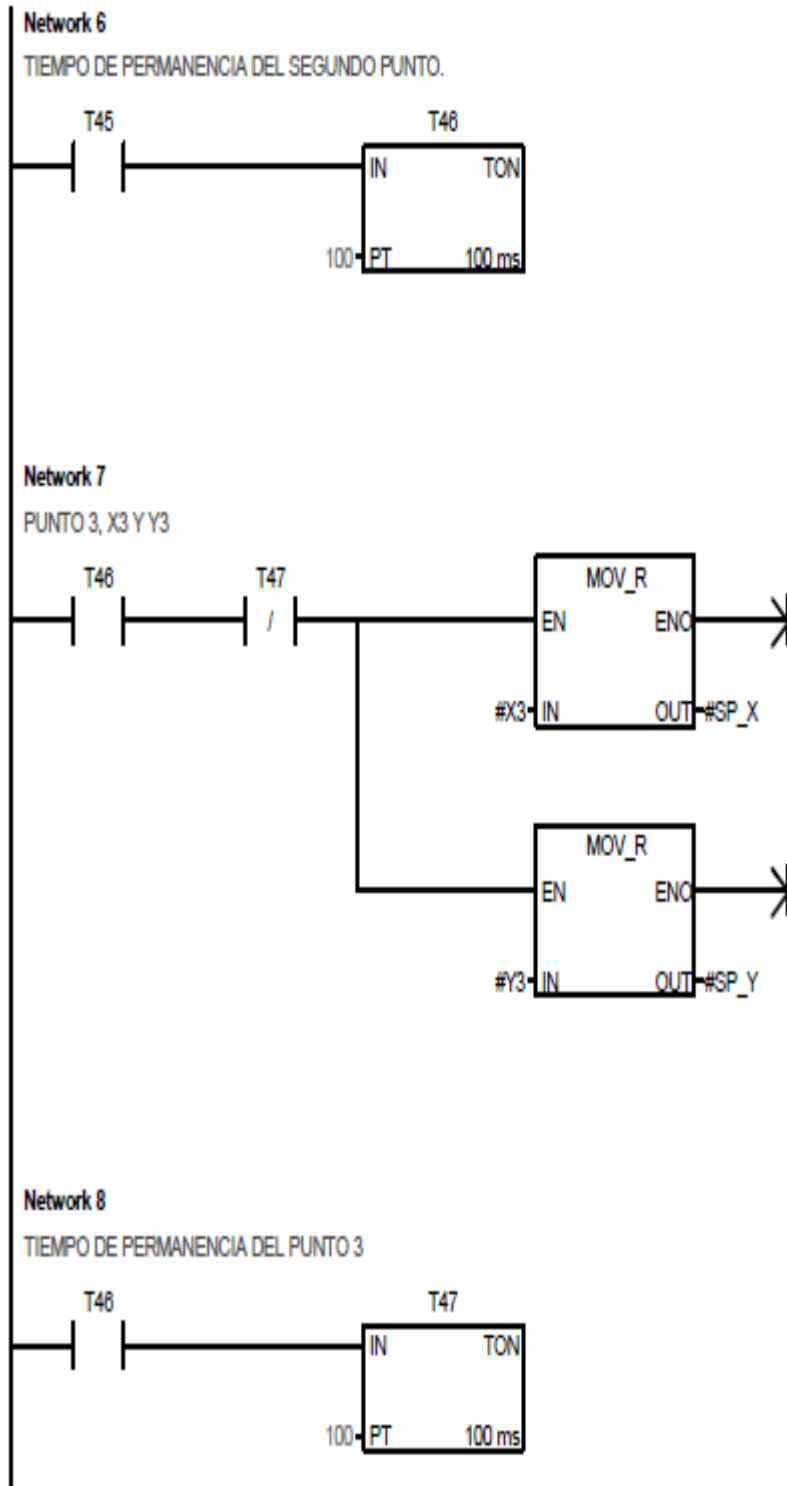 Network 6
TIEMPO DE PERMANENCIA DEL SEGUNDO PUNTO.
T45 T46
IN TON
100 PT 100 ms
Network 7
PUNTO 3, X3 Y Y3
T46 T47 MOV_R
/ EN ENO
#X3 IN OUT #SP_X
MOV_R
EN ENO
#Y3 IN OUT #SP_Y
Network 8
TIEMPO DE PERMANENCIA DEL PUNTO 3
T46 T47
IN TON
100 PT 100 ms